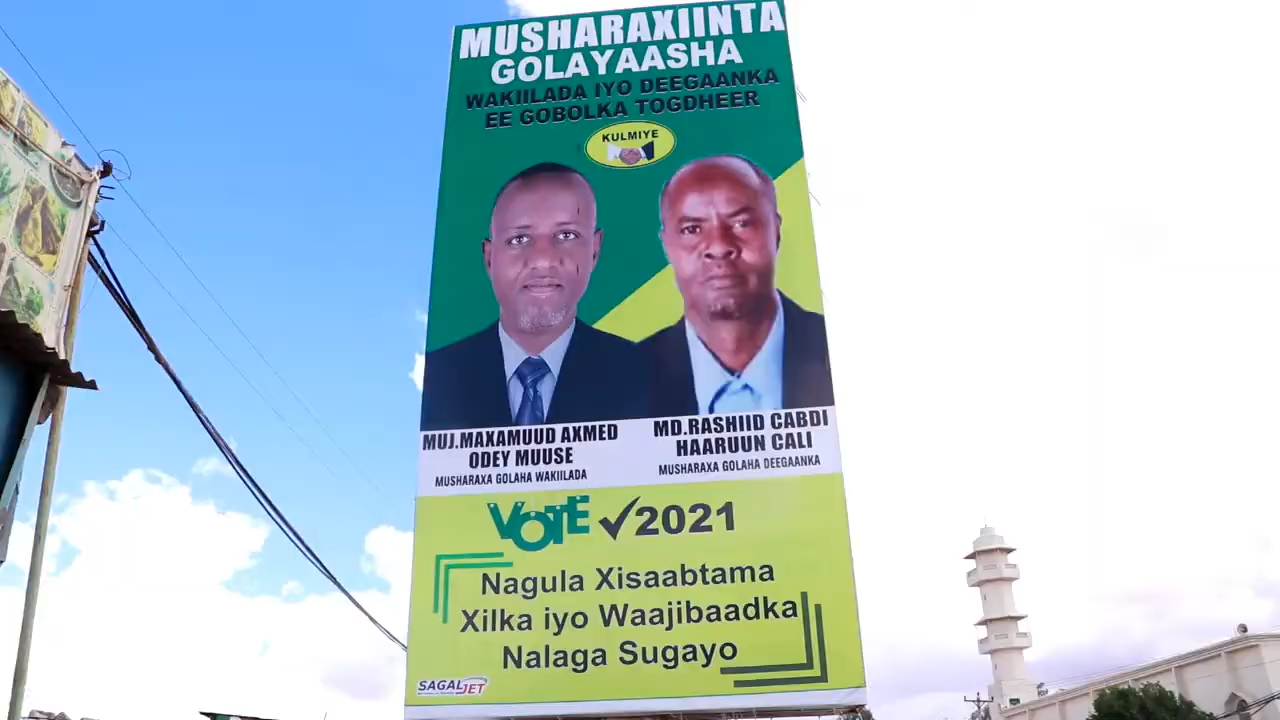 MUSHARAXIINTA
GOLAYAASHA
WAKIILADA IYO DEEGAANKA
EE GOBOLKA TOGDHEER
KULMIYE
MUJ.MAXAMUUD AXMED
ODEY MUUSE
MUSHARAXA GOLAHA WAKIILADA
MD.RASHIID CABDI
HAARUUN CALI
MUSHARAXA GOLAHA DEEGAANKA
VOTE 2021
Nagula Xisaabtama
Xilka iyo Waajibaadka
Nalaga Sugayo
SAGALJET